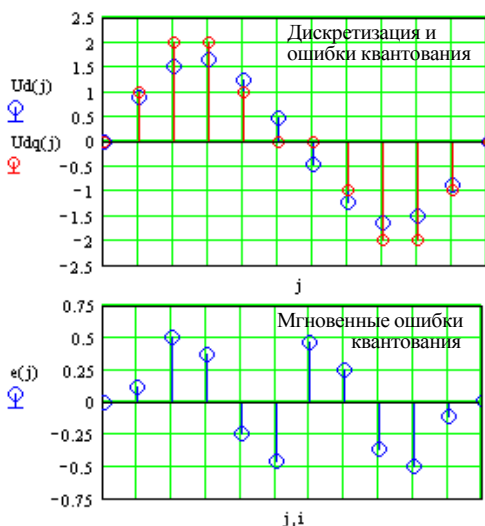 Дискретизация и
ошибки квантования
2.5
2
1.5
1
0.5
0
-0.5
-1
-1.5
-2
-2.5
Ud(j)
Udq(j)
j
Мгновенные ошибки
квантования
0.75
0.5
0.25
0
-0.25
-0.5
-0.75
e(j)
j,i